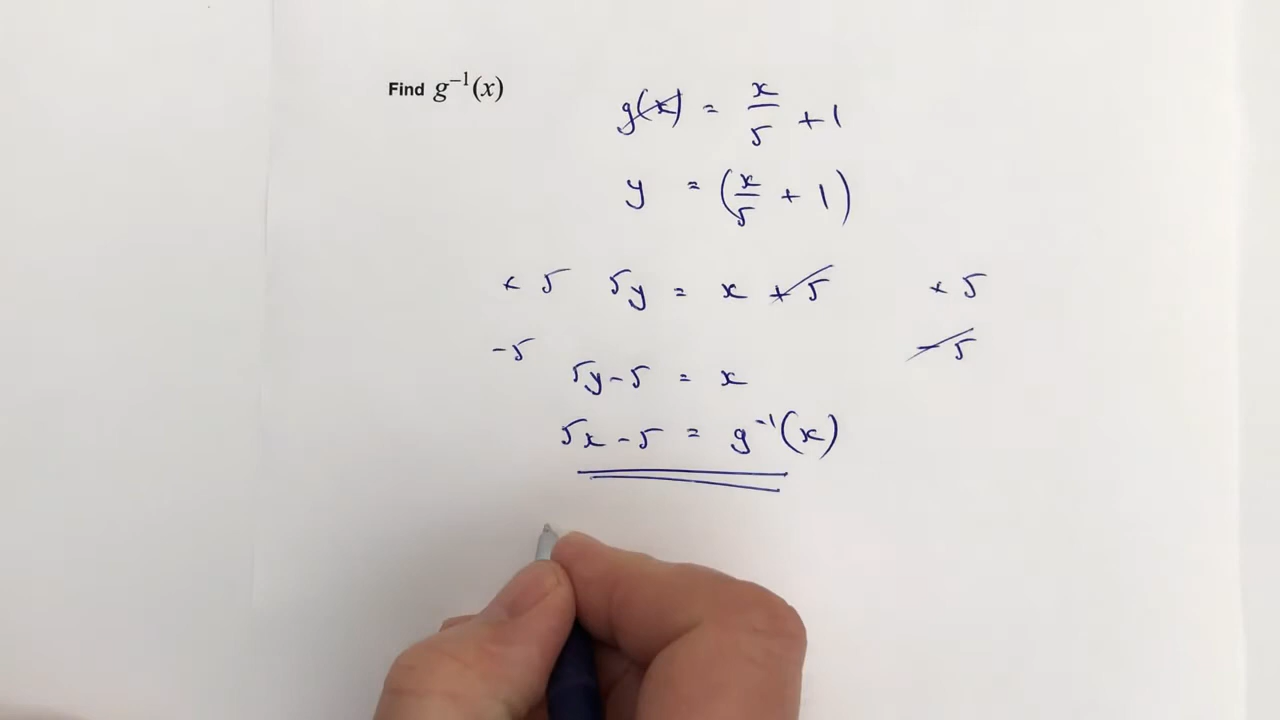 Find g⁻¹(x)
g(x) = x/5 + 1
y = (x/5 + 1)
× 5 5y = x + 5 × 5
-5 -5
5y - 5 = x
5x - 5 = g⁻¹(x)